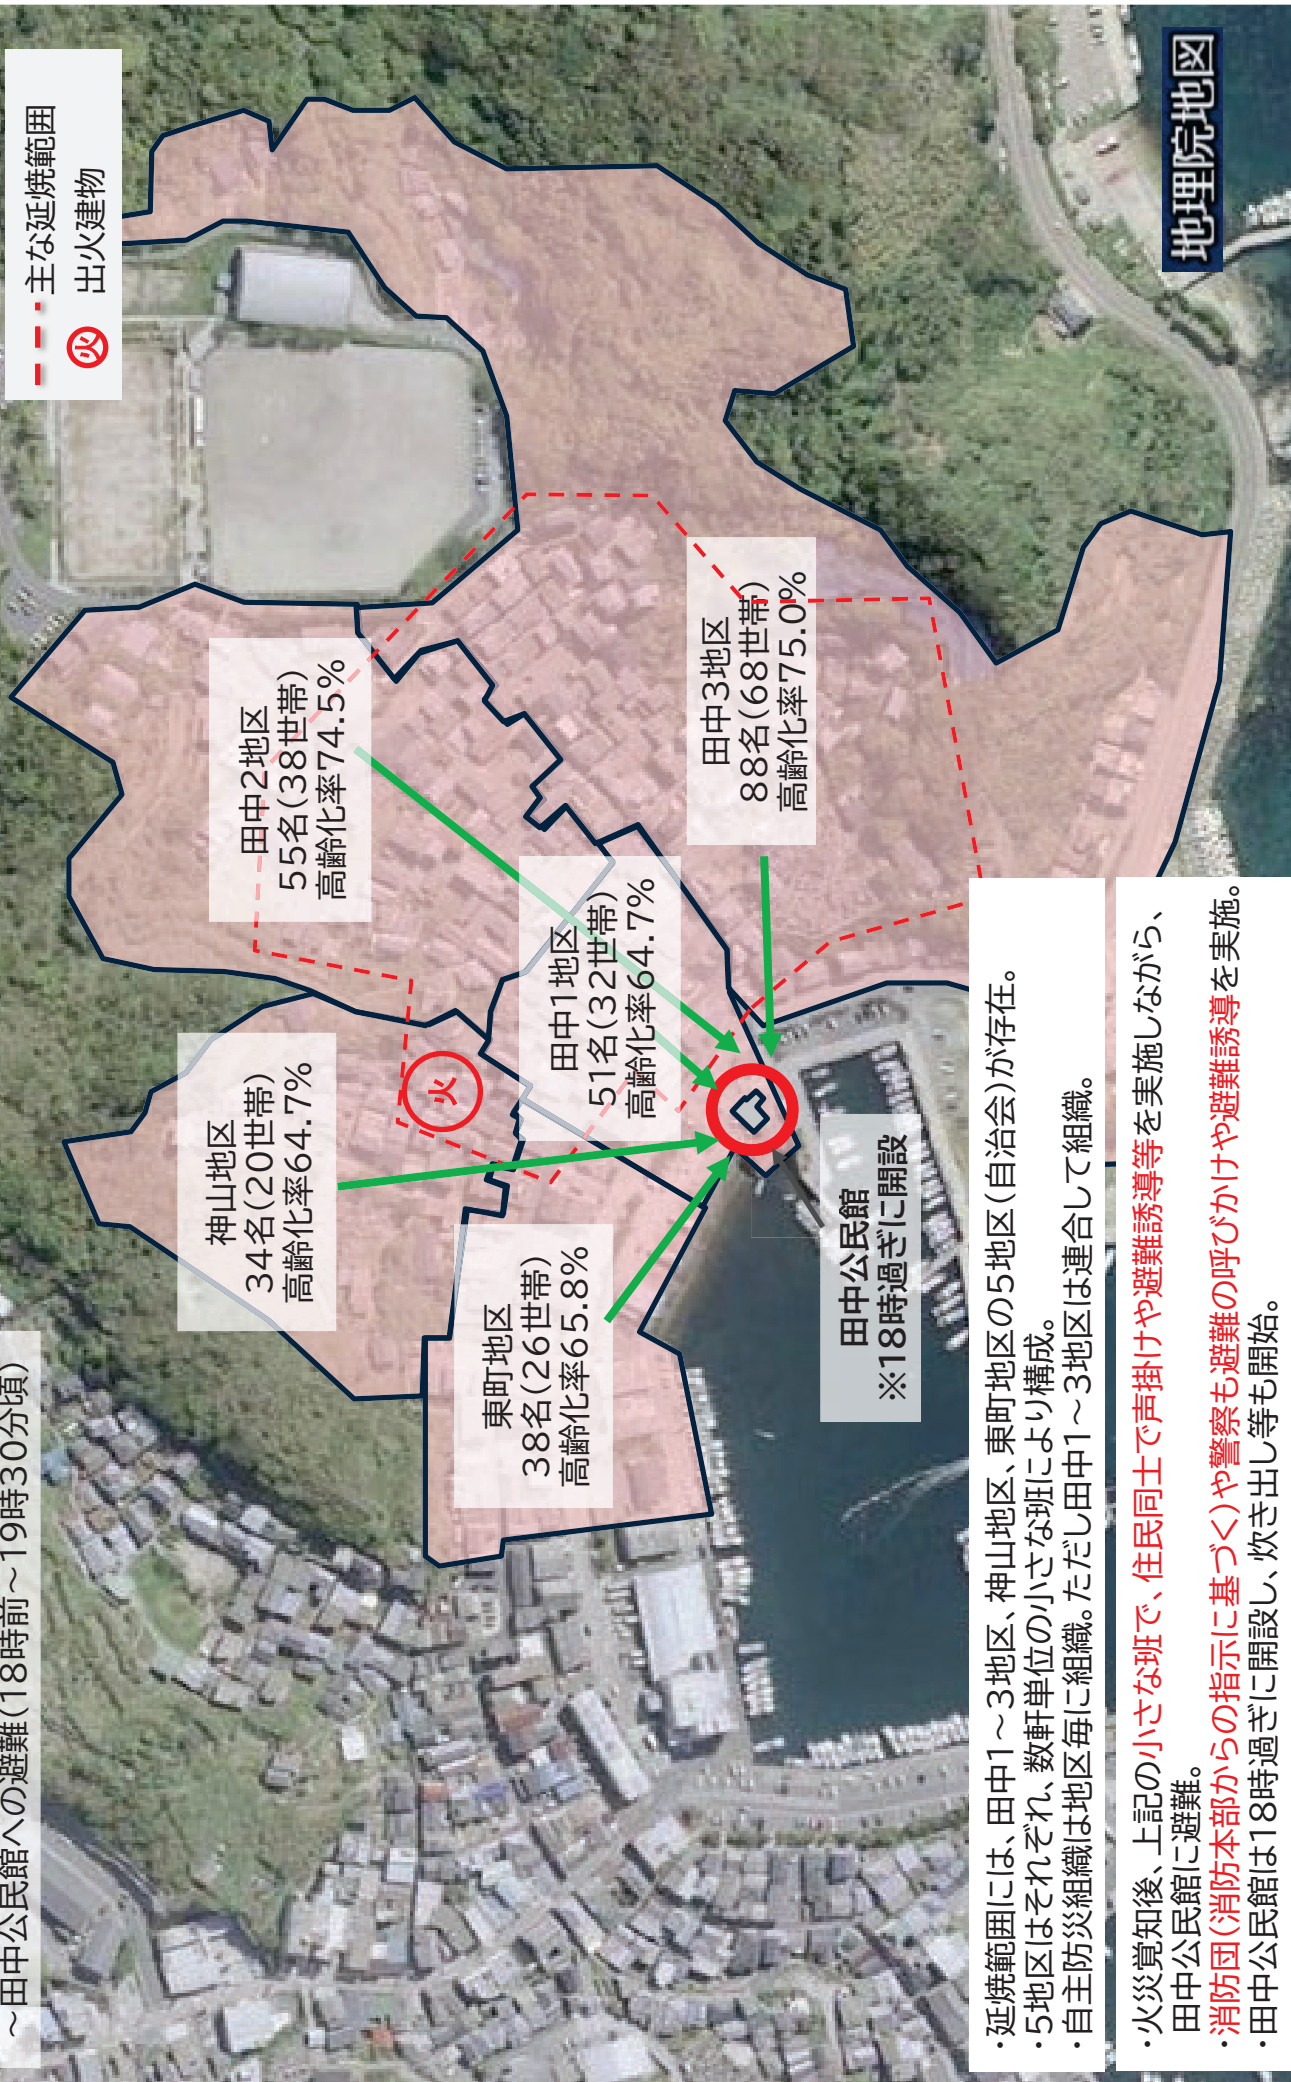 ～田中公民館への避難(18時前～19時30分頃)
主な延焼範囲
火 出火建物
田中2地区
55名(38世帯)
高齢化率74.5%
神山地区
34名(20世帯)
高齢化率64.7%
火
田中1地区
51名(32世帯)
高齢化率64.7%
田中3地区
88名(68世帯)
高齢化率75.0%
東町地区
38名(26世帯)
高齢化率65.8%
田中公民館
※18時過ぎに開設
地理院地図
・延焼範囲には、田中1～3地区、神山地区、東町地区の5地区(自治会)が存在。
・5地区はそれぞれ、数軒単位の小さな班により構成。
・自主防災組織は地区毎に組織。ただし田中1～3地区は連合して組織。
・火災覚知後、上記の小さな班で、住民同士で声掛けや避難誘導等を実施しながら、
田中公民館に避難。
・消防団(消防本部からの指示に基づく)や警察も避難の呼びかけや避難誘導を実施。
・田中公民館は18時過ぎに開設し、炊き出し等も開始。